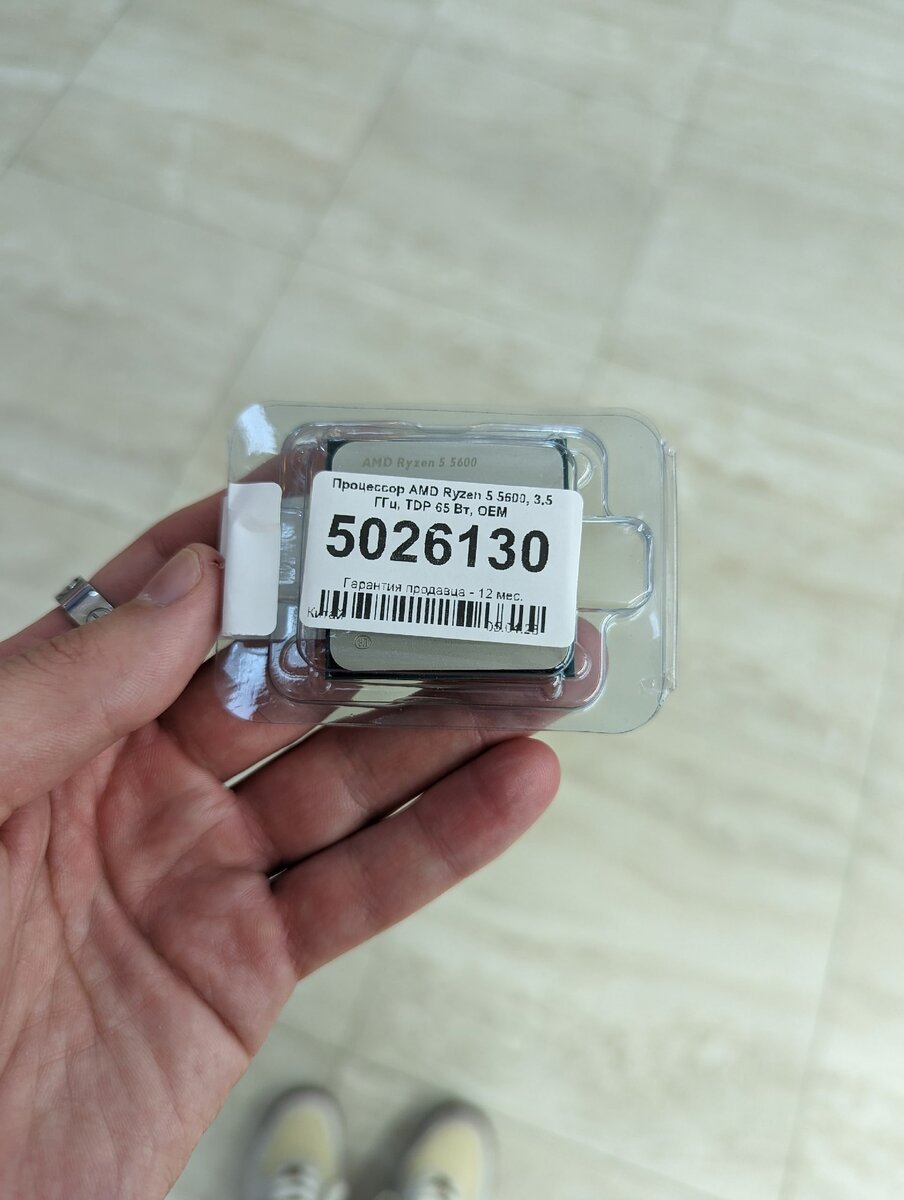 AMD Ryzen 5 5600
Процессор AMD Ryzen 5 5600, 3.5
ГГц, TDP 65 Вт, OEM
5026130
Гарантия продавца - 12 мес.
Китай